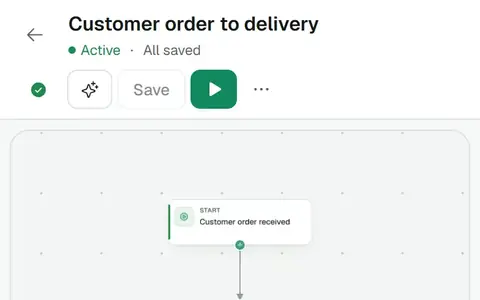 Customer order to delivery
Active · All saved
Save
START
Customer order received